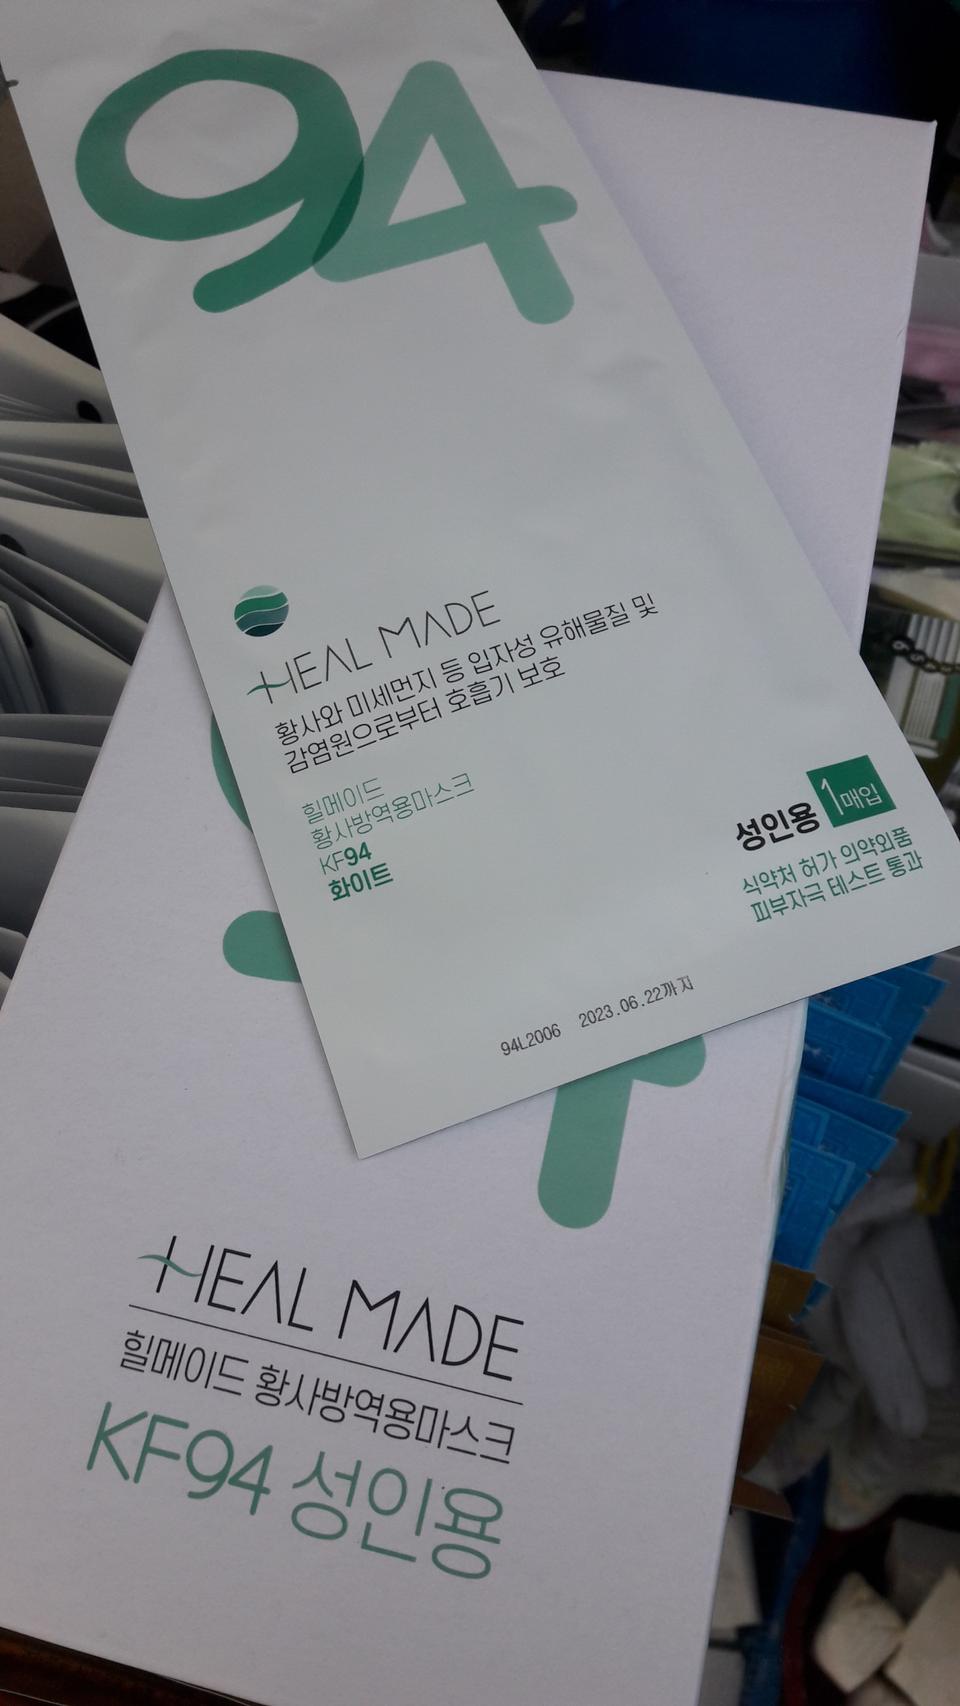 94
HEAL MADE
황사와 미세먼지 등 입자성 유해물질 및
감염원으로부터 호흡기 보호
힐메이드
황사방역용마스크
KF94
화이트
성인용 1매입
식약처 허가 의약외품
피부자극 테스트 통과
94L2006 2023.06.22까지
HEAL MADE
힐메이드 황사방역용마스크
KF94 성인용